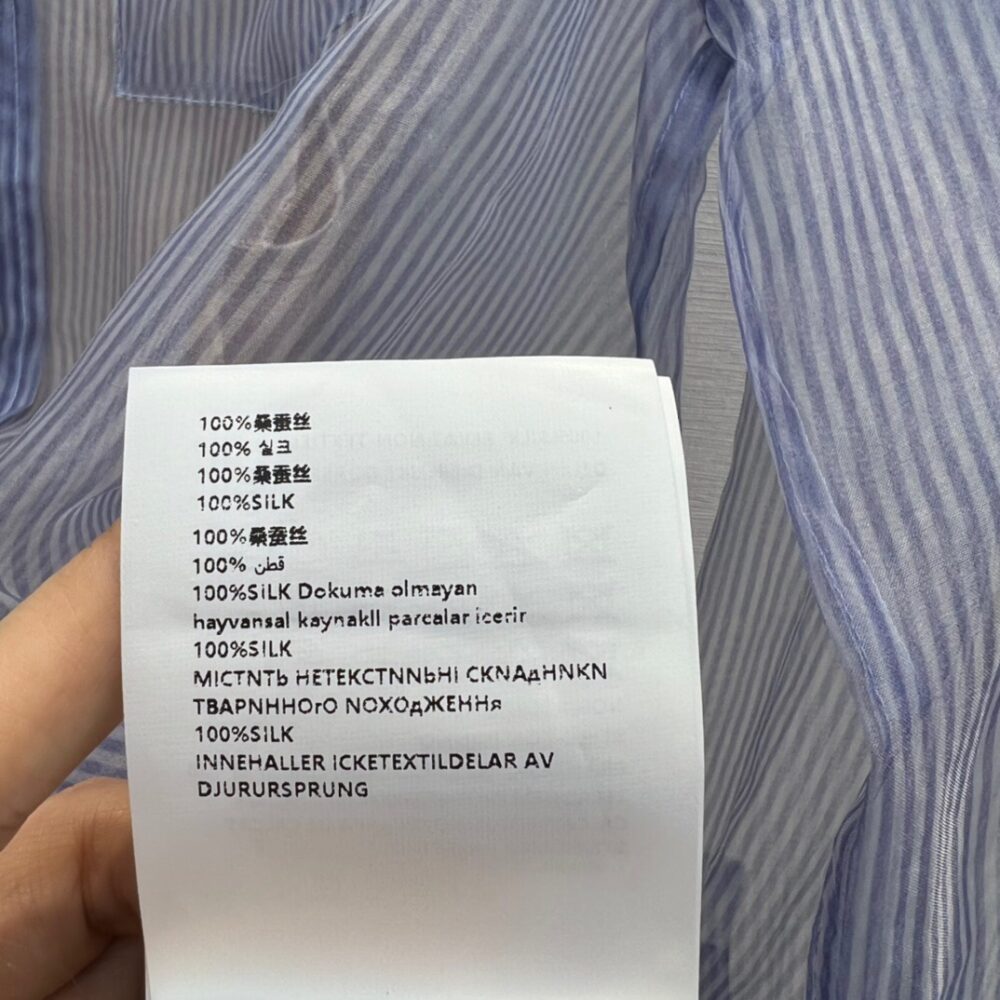 100%桑蚕丝
100% 실크
100%桑蚕丝
100%SILK
100%桑蚕丝
100% قطن
100%SİLK Dokuma olmayan
hayvansal kaynakll parcalar icerir
100%SILK
МІСТNТЬ НЕТЕКСТNNЬНІ СКNАдНNКN
ТВАРNННОгО NОХОдЖЕННя
100%SILK
INNEHALLER ICKETEXTILDELAR AV
DJURURSPRUNG